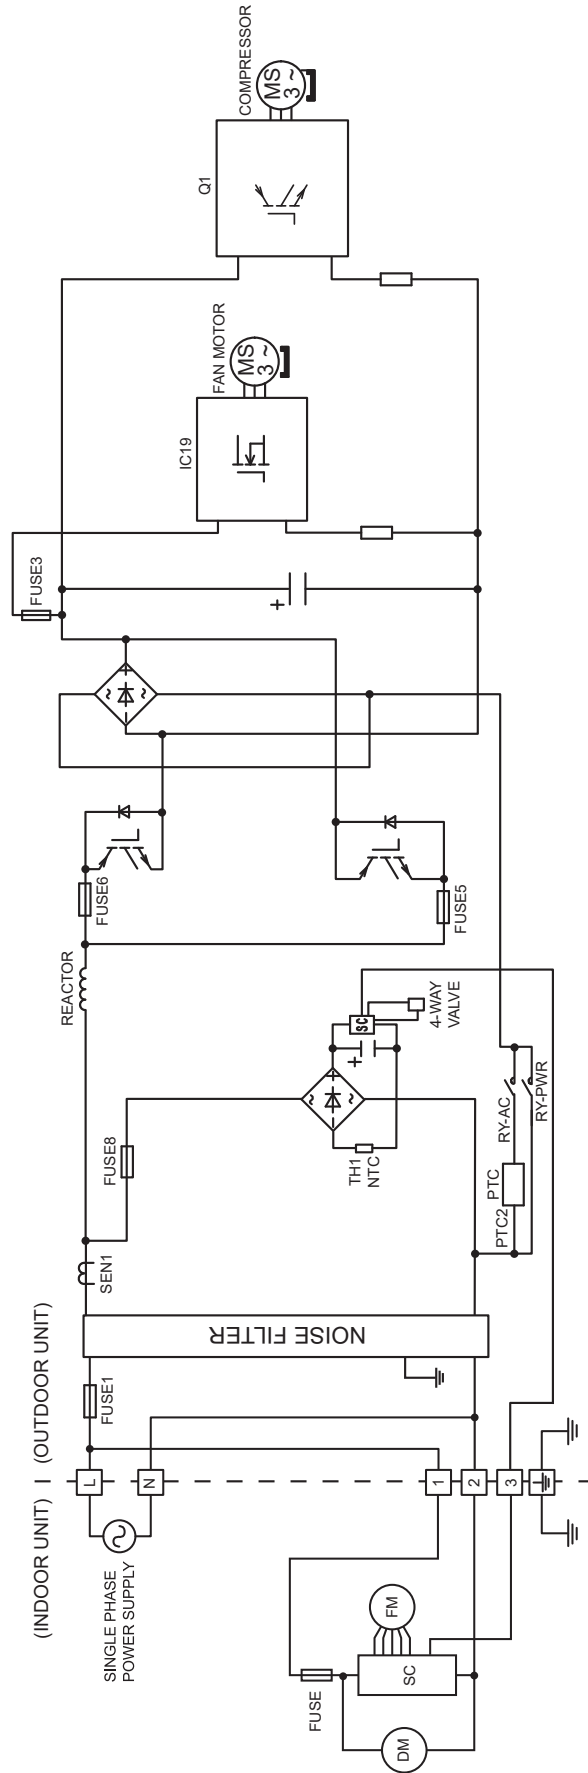 (INDOOR UNIT)
(OUTDOOR UNIT)
SINGLE PHASE
POWER SUPPLY
L
N
1
2
3
FUSE
SC
FM
DM
FUSE1
NOISE FILTER
SEN1
FUSE8
REACTOR
FUSE6
FUSE5
TH1
NTC
SC
4-WAY
VALVE
+
-
~
~
+
PTC2
PTC
RY-AC
RY-PWR
+
-
~
~
+
FUSE3
IC19
FAN MOTOR
MS
3 ~
Q1
COMPRESSOR
MS
3 ~